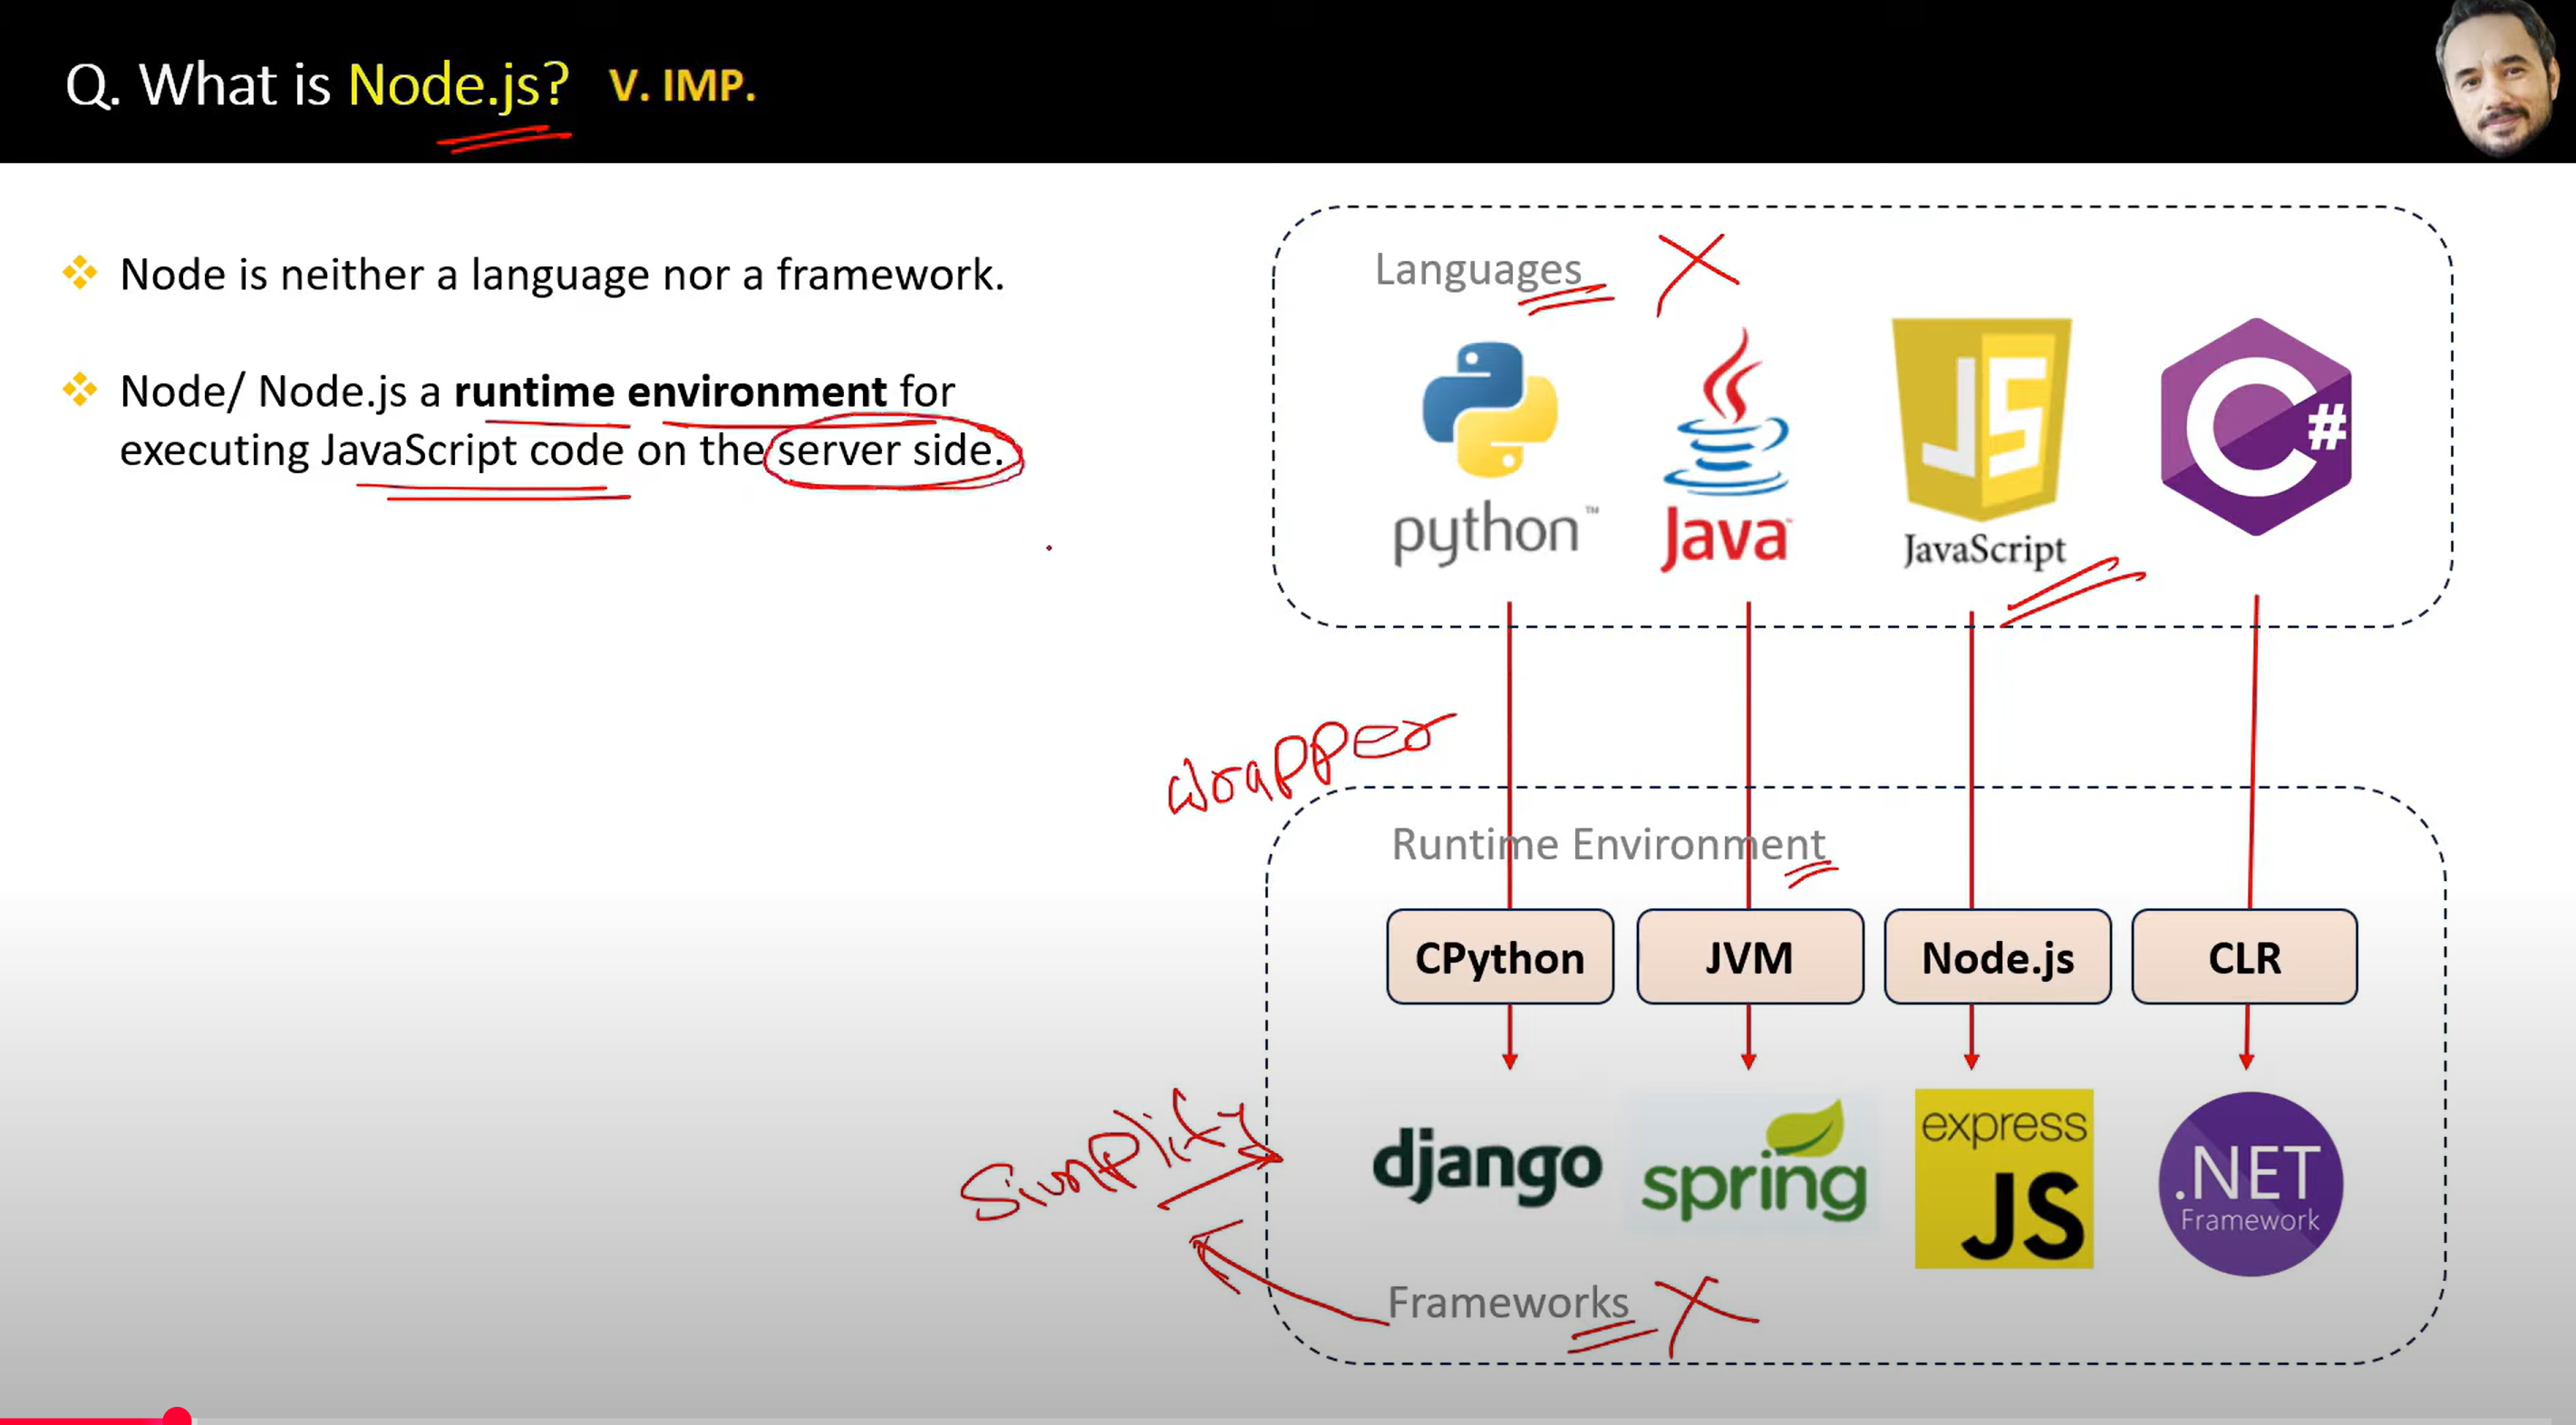 Q. What is Node.js? V. IMP.
Node is neither a language nor a framework.
Node/ Node.js a runtime environment for
executing JavaScript code on the server side.
Languages
python™
Java™
JS
JavaScript
C#
wrapper
Runtime Environment
CPython
JVM
Node.js
CLR
Simplify
django
spring
express
JS
.NET
Framework
Frameworks